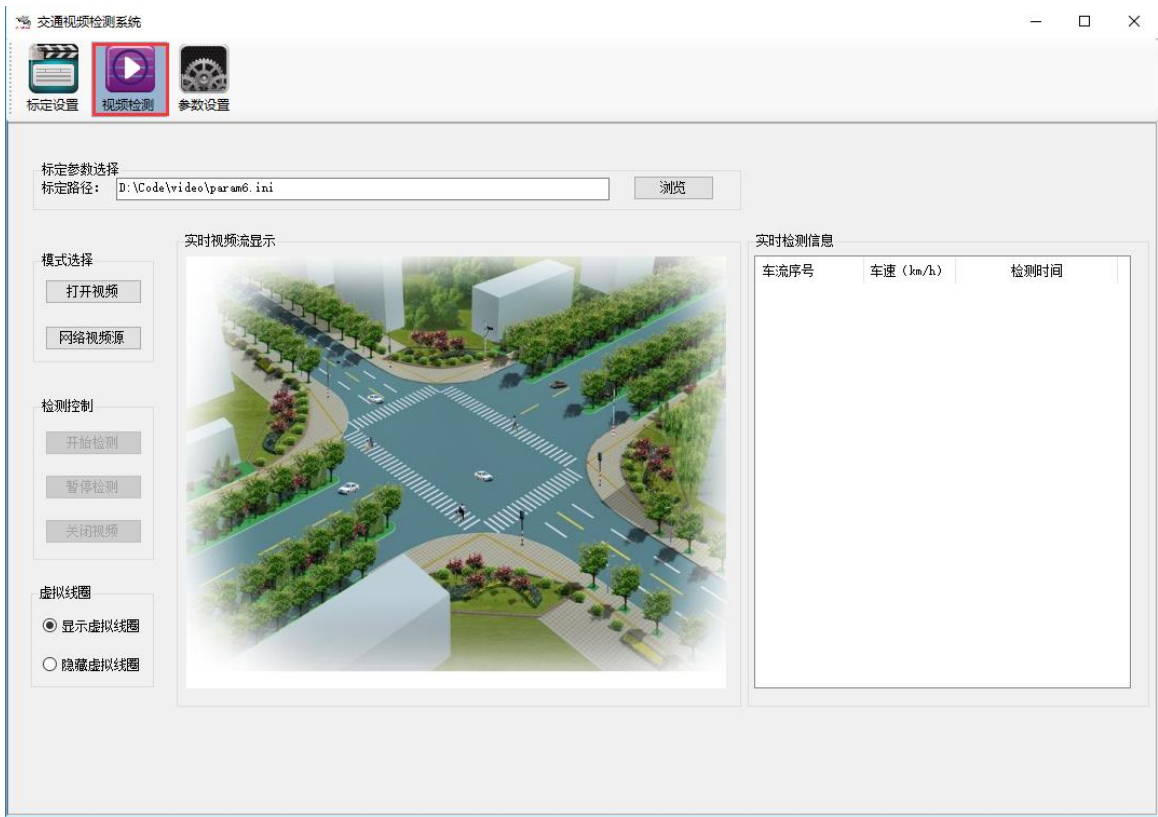 交通视频检测系统
标定设置 视频检测 参数设置
标定参数选择
标定路径： D:\Code\video\param6.ini 浏览
模式选择
打开视频
网络视频源
检测控制
开始检测
暂停检测
关闭视频
虚拟线圈
显示虚拟线圈
隐藏虚拟线圈
实时视频流显示
实时检测信息
车流序号 车速（km/h） 检测时间